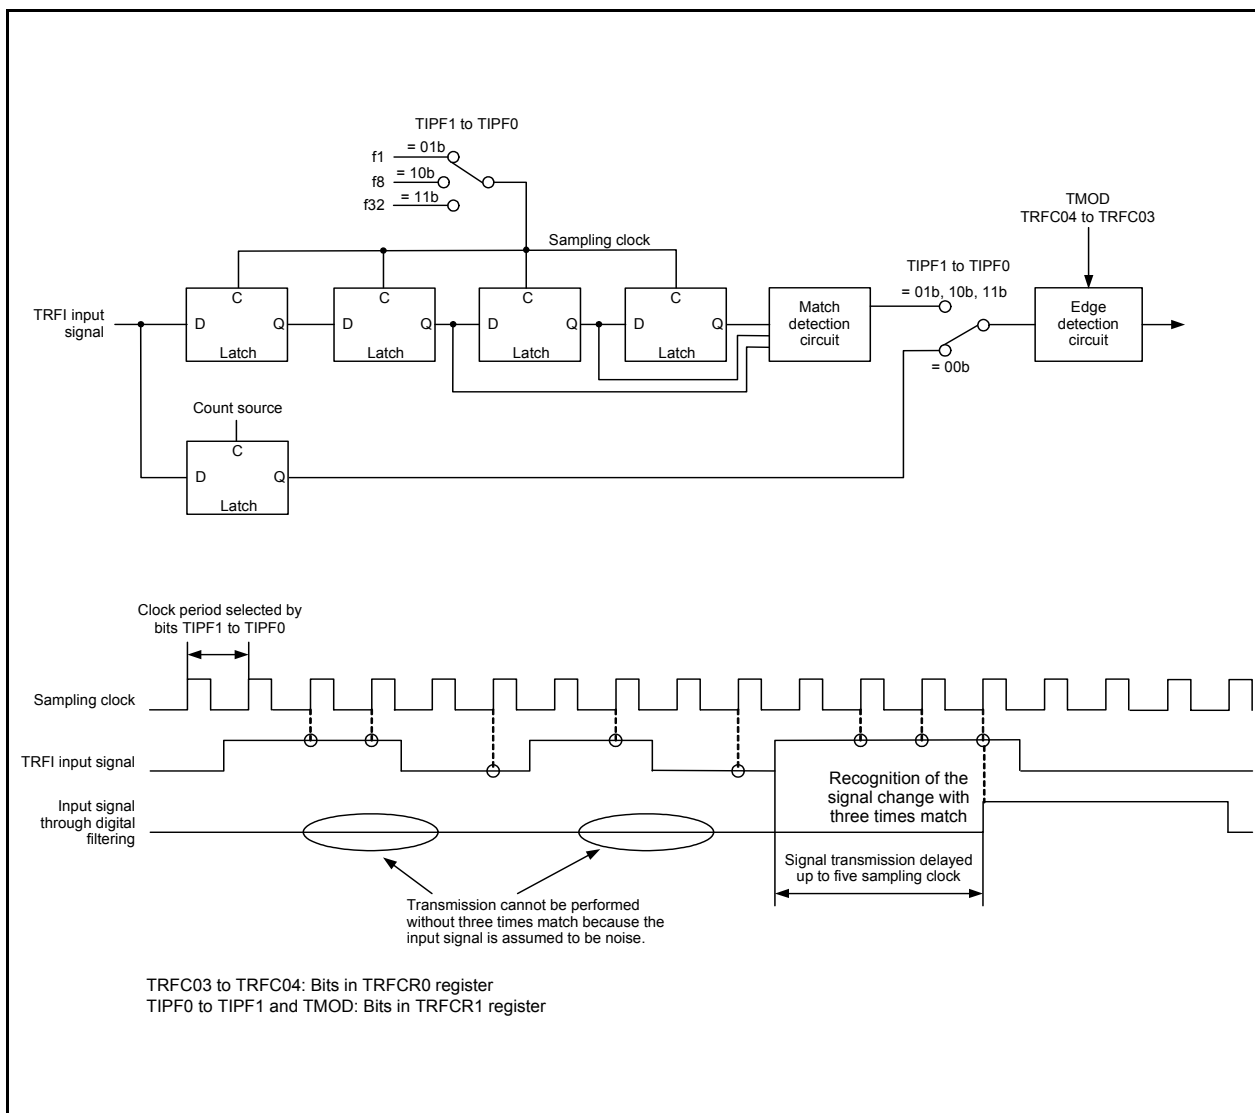 TIPF1 to TIPF0
f1
= 01b
f8
= 10b
f32
= 11b
Sampling clock
TMOD
TRFC04 to TRFC03
TIPF1 to TIPF0
= 01b, 10b, 11b
= 00b
TRFI input
signal
C
D
Q
Latch
C
D
Q
Latch
C
D
Q
Latch
C
D
Q
Latch
Match
detection
circuit
Edge
detection
circuit
Count source
C
D
Q
Latch
Clock period selected by
bits TIPF1 to TIPF0
Sampling clock
TRFI input signal
Input signal
through digital
filtering
Recognition of the
signal change with
three times match
Signal transmission delayed
up to five sampling clock
Transmission cannot be performed
without three times match because the
input signal is assumed to be noise.
TRFC03 to TRFC04: Bits in TRFCR0 register
TIPF0 to TIPF1 and TMOD: Bits in TRFCR1 register